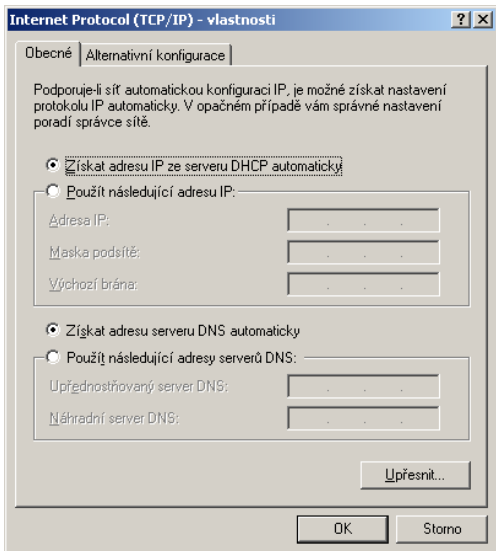 Internet Protocol (TCP/IP) - vlastnosti
Obecné
Alternativní konfigurace
Podporuje-li síť automatickou konfiguraci IP, je možné získat nastavení
protokolu IP automaticky. V opačném případě vám správné nastavení
poradí správce sítě.
Získat adresu IP ze serveru DHCP automaticky
Použít následující adresu IP:
Adresa IP:
Maska podsítě:
Výchozí brána:
Získat adresu serveru DNS automaticky
Použít následující adresy serverů DNS:
Upřednostňovaný server DNS:
Náhradní server DNS:
Upřesnit...
OK
Storno